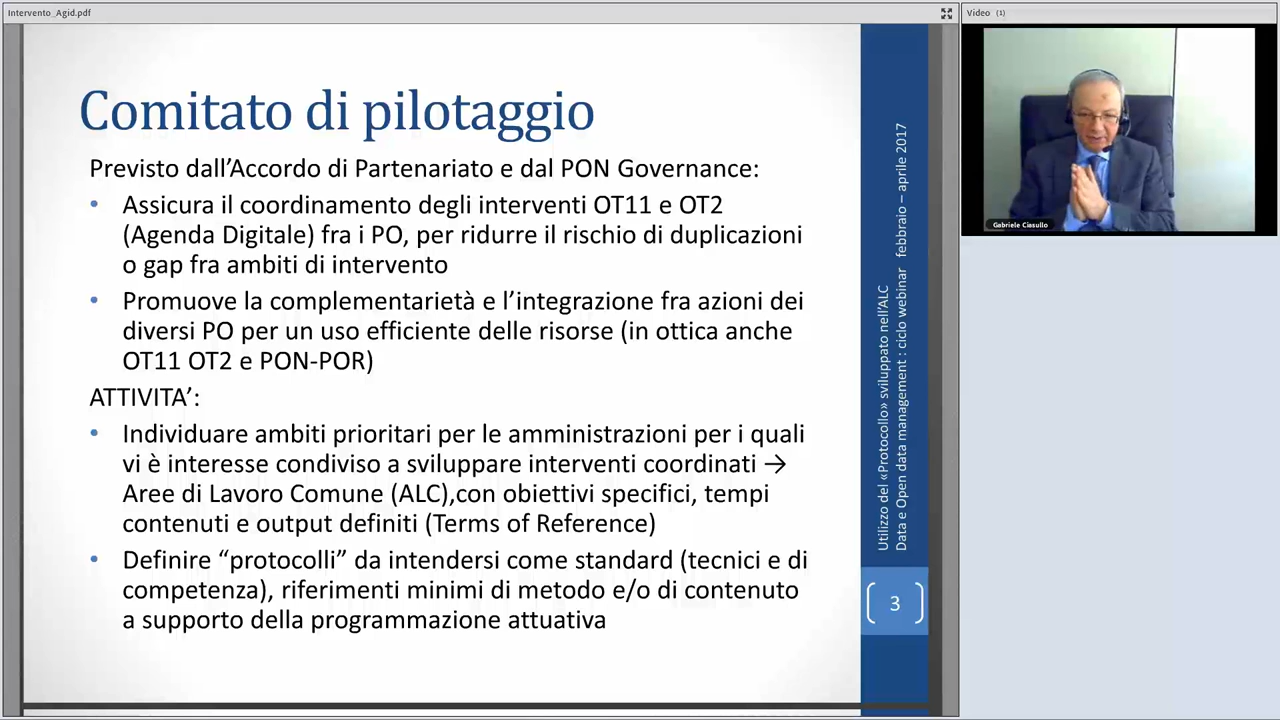 Intervento_Agid.pdf
Video (1)
Comitato di pilotaggio
Previsto dall’Accordo di Partenariato e dal PON Governance:
• Assicura il coordinamento degli interventi OT11 e OT2
(Agenda Digitale) fra i PO, per ridurre il rischio di duplicazioni
o gap fra ambiti di intervento
• Promuove la complementarietà e l’integrazione fra azioni dei
diversi PO per un uso efficiente delle risorse (in ottica anche
OT11 OT2 e PON-POR)
ATTIVITA’:
• Individuare ambiti prioritari per le amministrazioni per i quali
vi è interesse condiviso a sviluppare interventi coordinati →
Aree di Lavoro Comune (ALC),con obiettivi specifici, tempi
contenuti e output definiti (Terms of Reference)
• Definire “protocolli” da intendersi come standard (tecnici e di
competenza), riferimenti minimi di metodo e/o di contenuto
a supporto della programmazione attuativa
Utilizzo del «Protocollo» sviluppato nell’ALC
Data e Open data management : ciclo webinar febbraio – aprile 2017
3
Gabriele Ciasullo